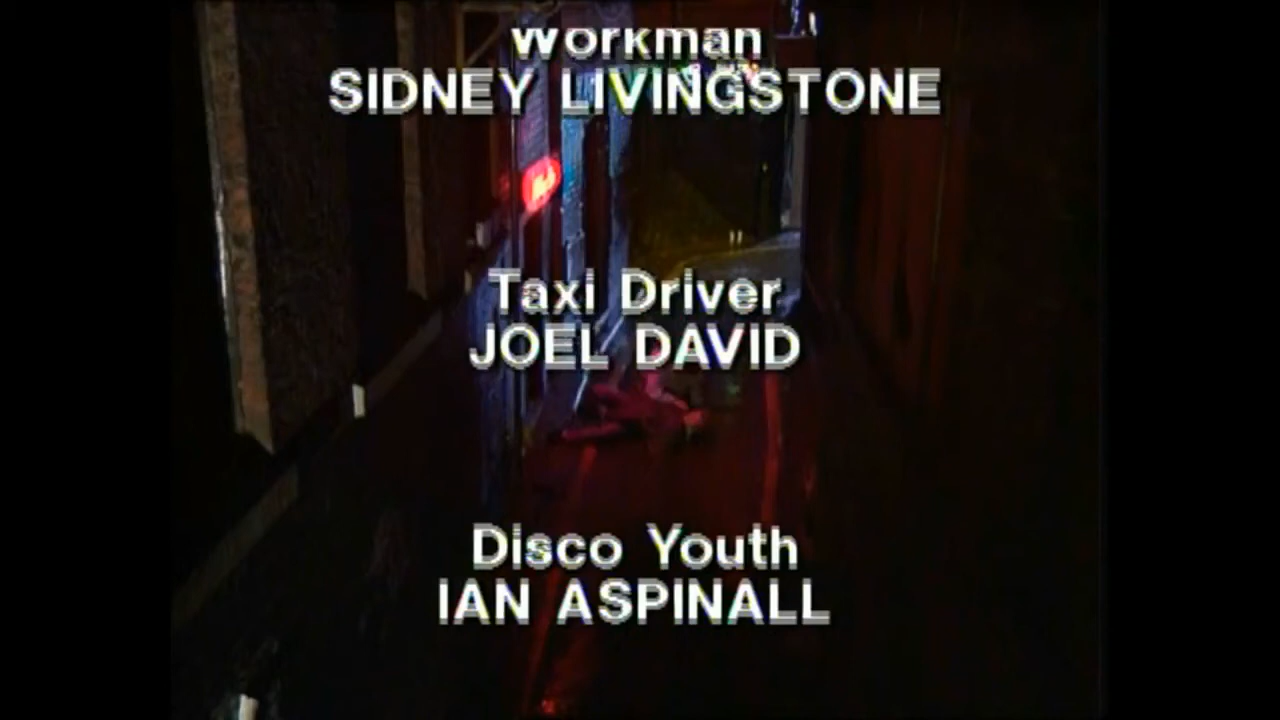 Workman
SIDNEY LIVINGSTONE
Taxi Driver
JOEL DAVID
Disco Youth
IAN ASPINALL